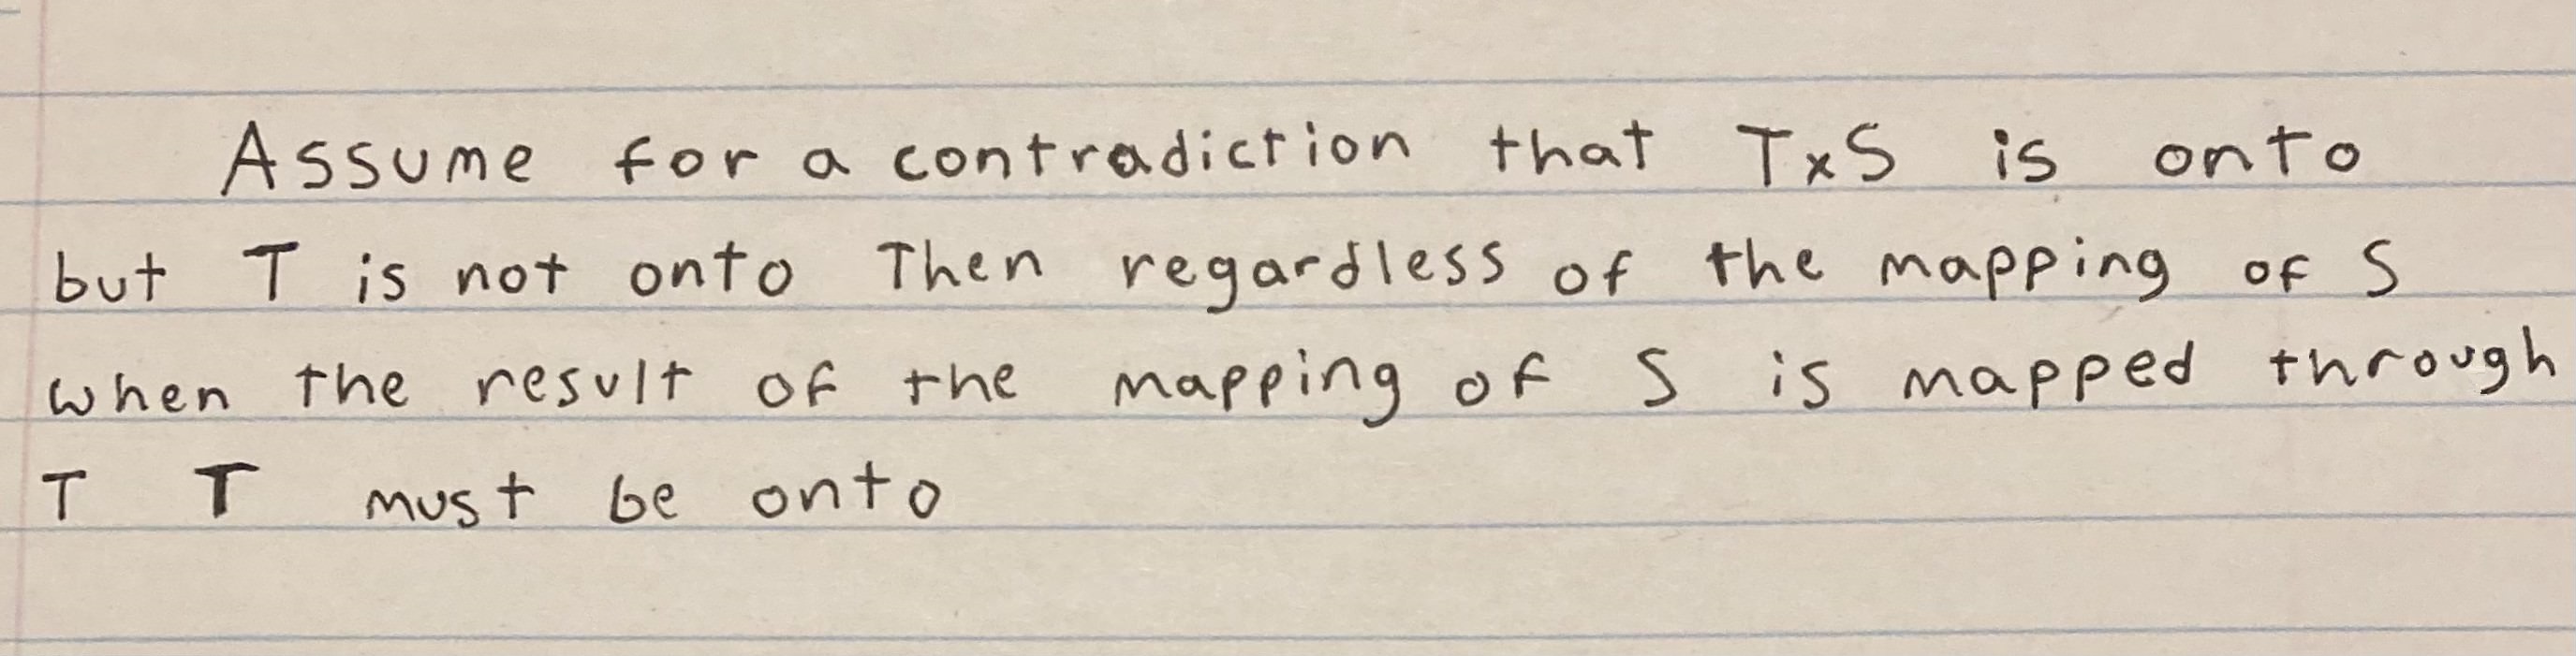 Assume for a contradiction that TxS is onto
but T is not onto Then regardless of the mapping of S
when the result of the mapping of S is mapped through
T T must be onto